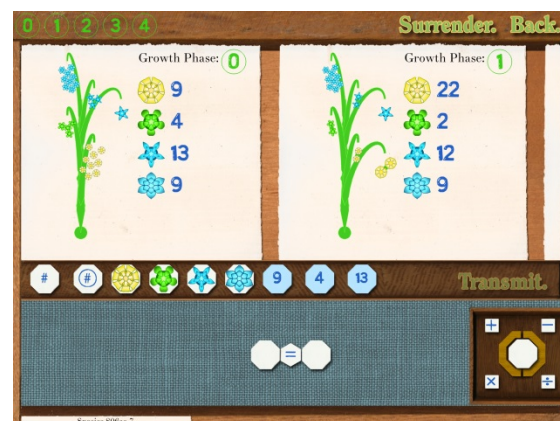 0 1 2 3 4
Surrender. Back.
Growth Phase: 0
9
4
13
9
Growth Phase: 1
22
2
12
9
# # 9 4 13
Transmit.
=
+ −
× ÷